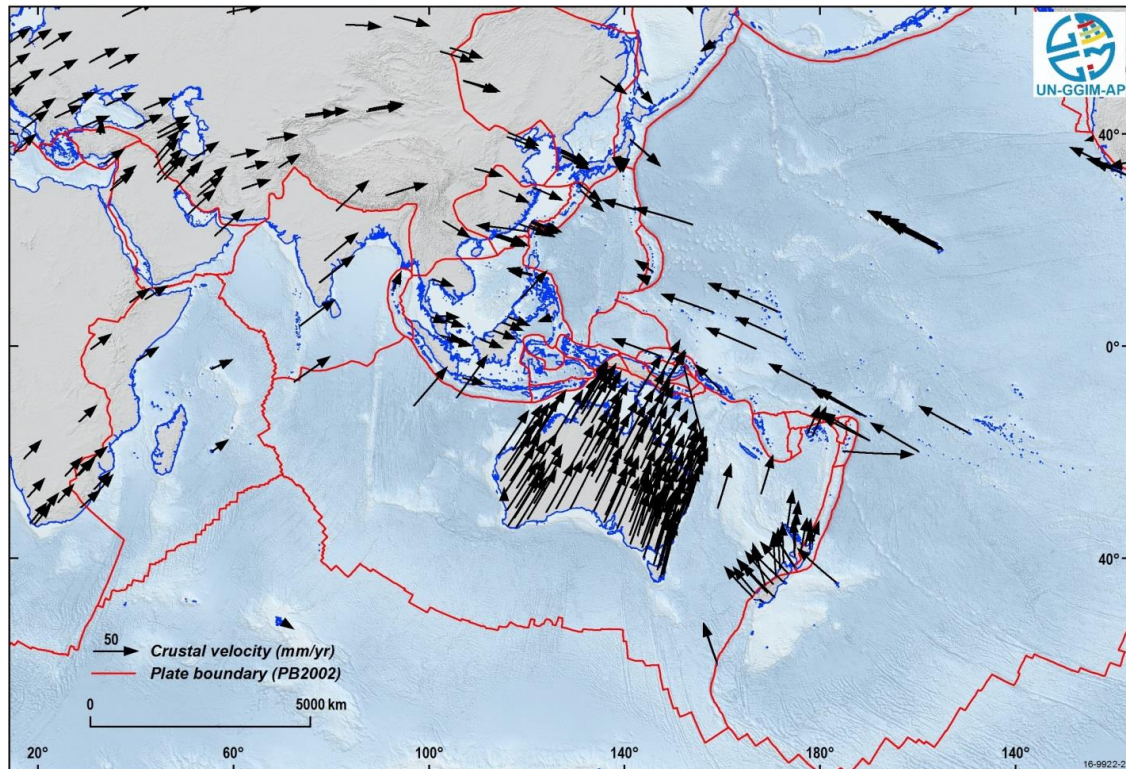 UN-GGIM-AP
40°
0°
40°
50
Crustal velocity (mm/yr)
Plate boundary (PB2002)
0 5000 km
20° 60° 100° 140° 180° 140°
16-9922-2